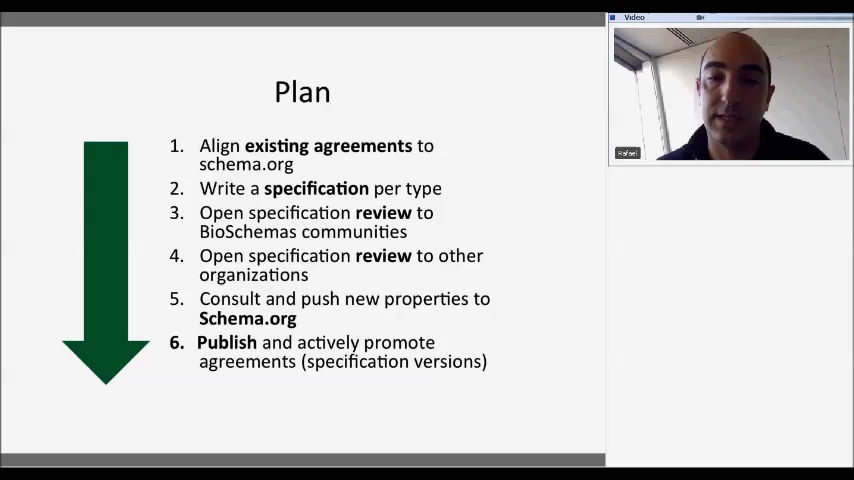 Video
Plan
1. Align existing agreements to
schema.org
2. Write a specification per type
3. Open specification review to
BioSchemas communities
4. Open specification review to other
organizations
5. Consult and push new properties to
Schema.org
6. Publish and actively promote
agreements (specification versions)
Rafael